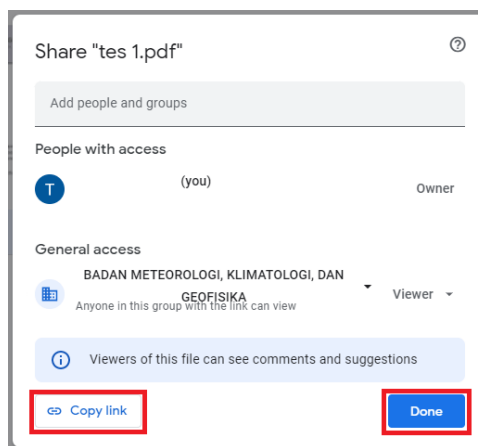 Share "tes 1.pdf"
Add people and groups
People with access
T
(you)
Owner
General access
BADAN METEOROLOGI, KLIMATOLOGI, DAN
GEOFISIKA
Anyone in this group with the link can view
Viewer
Viewers of this file can see comments and suggestions
Copy link
Done